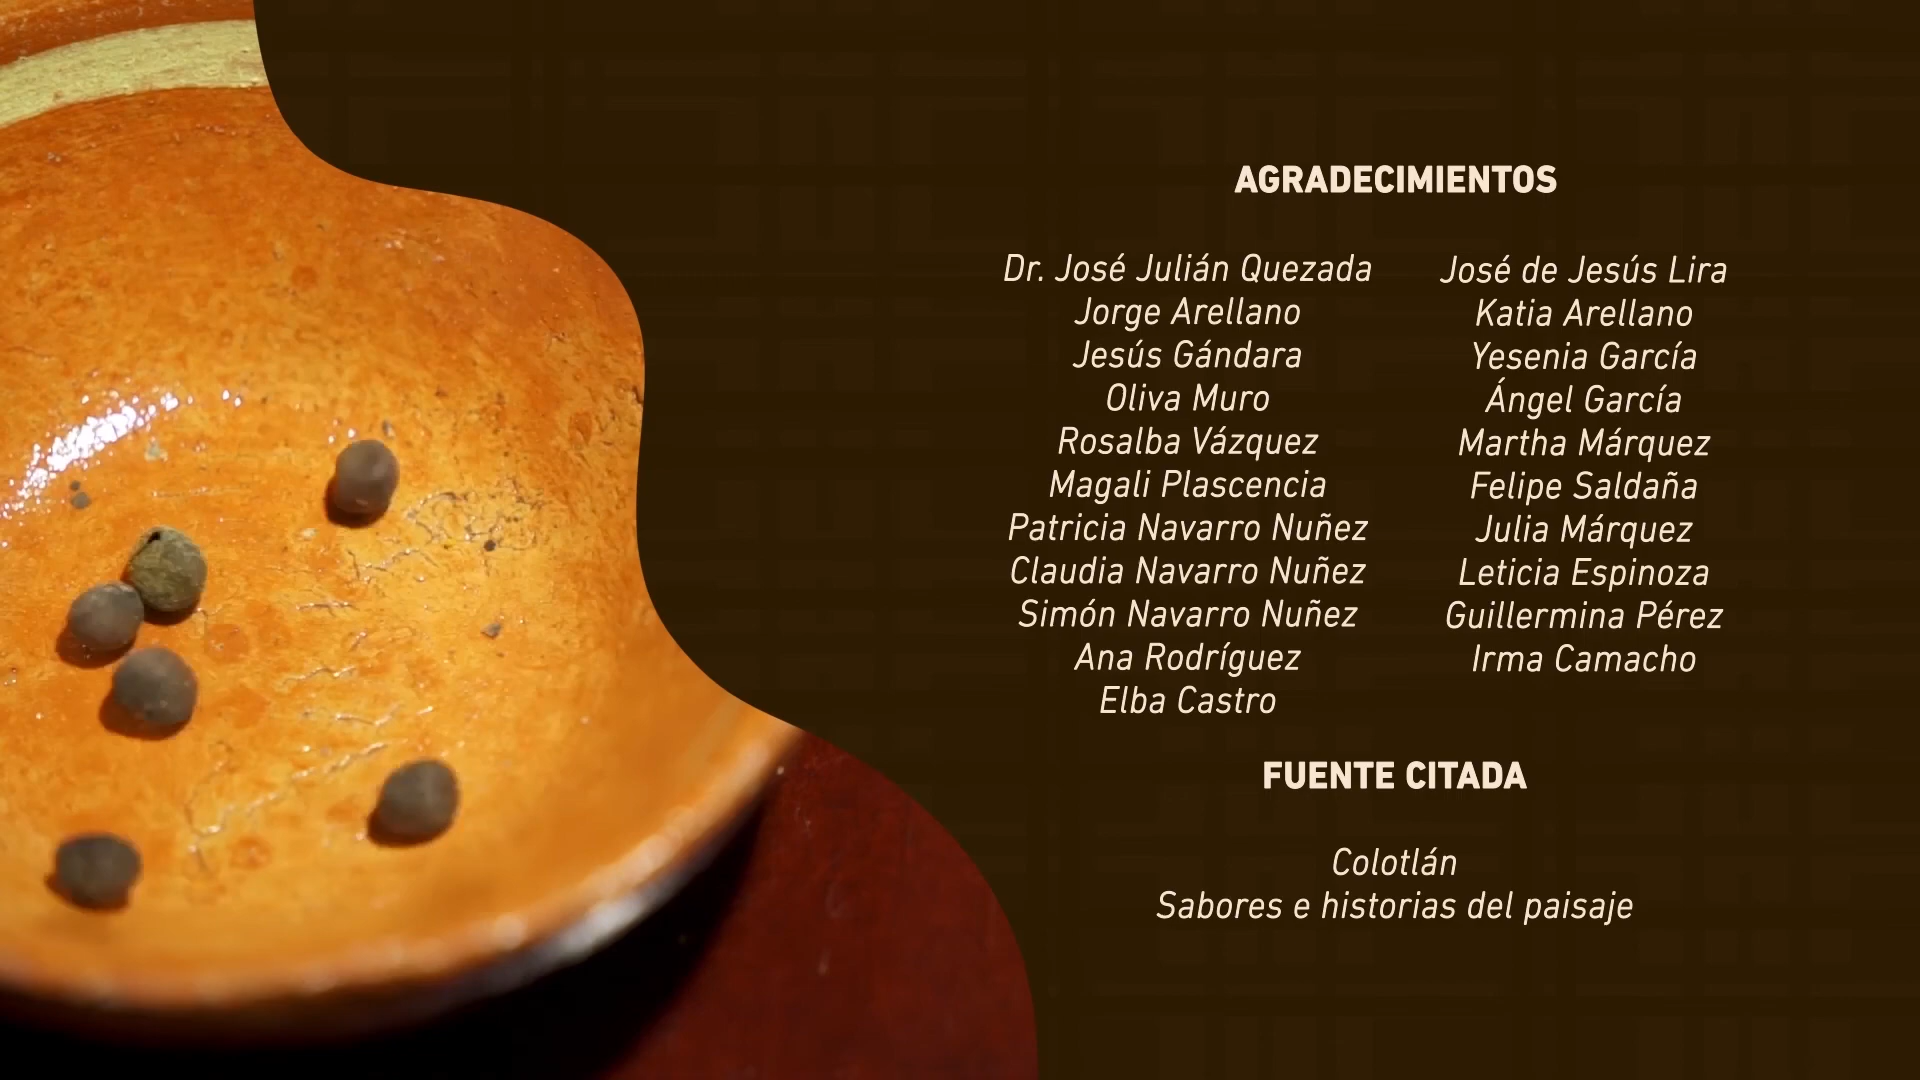 AGRADECIMIENTOS
Dr. José Julián Quezada
Jorge Arellano
Jesús Gándara
Oliva Muro
Rosalba Vázquez
Magali Plascencia
Patricia Navarro Nuñez
Claudia Navarro Nuñez
Simón Navarro Nuñez
Ana Rodríguez
Elba Castro
José de Jesús Lira
Katia Arellano
Yesenia García
Ángel García
Martha Márquez
Felipe Saldaña
Julia Márquez
Leticia Espinoza
Guillermina Pérez
Irma Camacho
FUENTE CITADA
Colotlán
Sabores e historias del paisaje